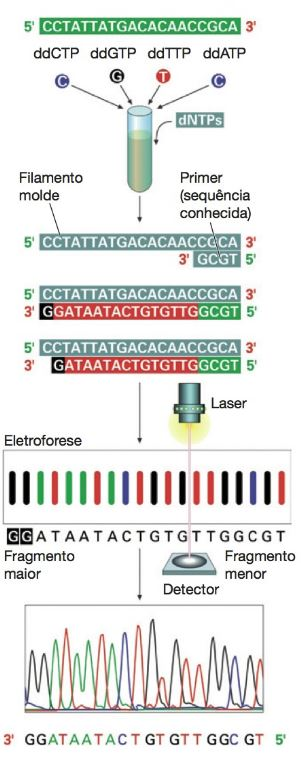 5' CCTATTATGACACAACCGCA 3'
ddCTP ddGTP ddTTP ddATP
C G T C
dNTPs
Filamento molde
Primer (sequência conhecida)
5' CCTATTATGACACAACCGCA 3'
3' GCGT 5'
5' CCTATTATGACACAACCGCA 3'
3' GGATAATACTGTGTTGGCGT 5'
5' CCTATTATGACACAACCGCA 3'
3' GATAATACTGTGTTGGCGT 5'
Laser
Eletroforese
GGATAATACTGTGTTGGCGT
Fragmento maior
Fragmento menor
Detector
3' GGATAATACTGTGTTGGCGT 5'